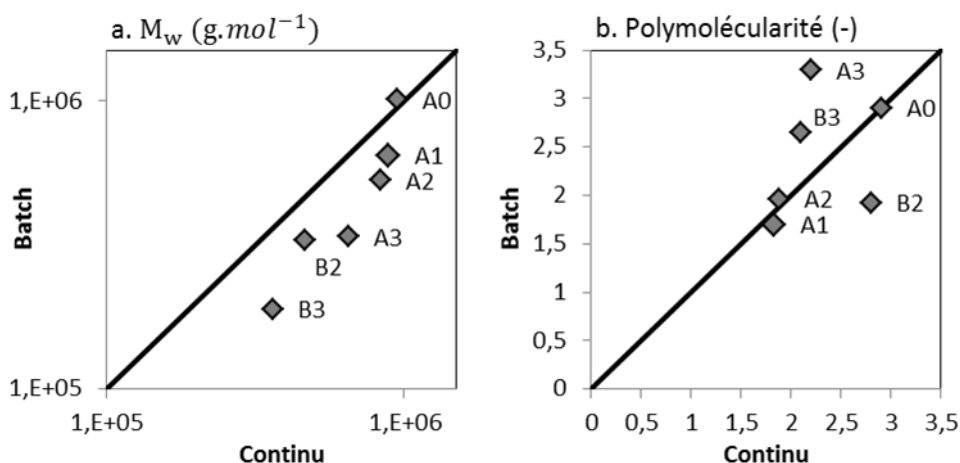 a. M_w (g.mol⁻¹)
1,E+06
1,E+05
1,E+05
1,E+06
Batch
Continu
A0
A1
A2
A3
B2
B3
b. Polymolécularité (-)
3,5
3
2,5
2
1,5
1
0,5
0
0 0,5 1 1,5 2 2,5 3 3,5
Batch
Continu
A3
B3
A0
A2
B2
A1